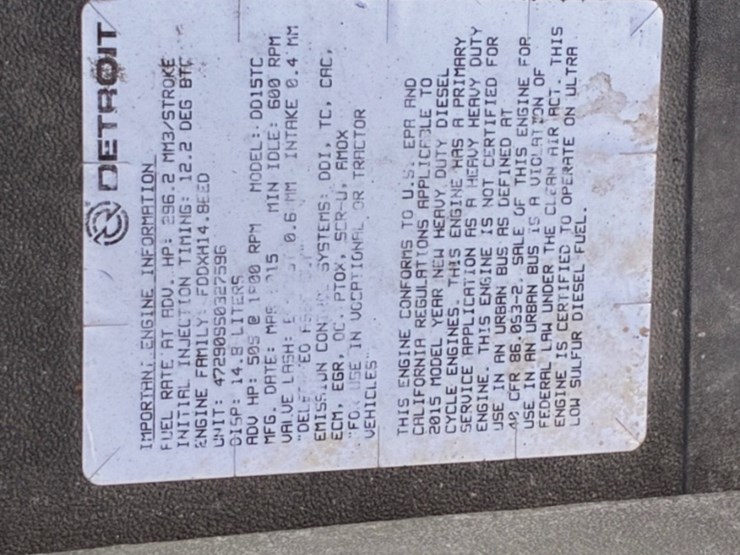 DETROIT
IMPORTANT ENGINE INFORMATION
FUEL RATE AT ADV. HP: 296.2 MM3/STROKE
INITIAL INJECTION TIMING: 12.2 DEG BTC
ENGINE FAMILY: FDDXH14.8EED
UNIT: 472909S0327596
DISP: 14.8 LITERS
ADV HP: 505 @ 1800 RPM MODEL: DD15TC
MFG. DATE: MAR 2015 MIN IDLE: 600 RPM
VALVE LASH: 0.6 MM INTAKE 0.4 MM
EMISSION CONTROL SYSTEMS: DDI, TC, CAC,
ECM, EGR, OC, PTOX, SCR-U, AMOX
"FOR USE IN VOCATIONAL OR TRACTOR
VEHICLES"
THIS ENGINE CONFORMS TO U.S. EPA AND
CALIFORNIA REGULATIONS APPLICABLE TO
2015 MODEL YEAR NEW HEAVY DUTY DIESEL
CYCLE ENGINES. THIS ENGINE HAS A PRIMARY
SERVICE APPLICATION AS A HEAVY HEAVY DUTY
ENGINE. THIS ENGINE IS NOT CERTIFIED FOR
USE IN AN URBAN BUS AS DEFINED AT
40 CFR 86.093-2. SALE OF THIS ENGINE FOR
USE IN AN URBAN BUS IS A VIOLATION OF
FEDERAL LAW UNDER THE CLEAN AIR ACT. THIS
ENGINE IS CERTIFIED TO OPERATE ON ULTRA
LOW SULFUR DIESEL FUEL.